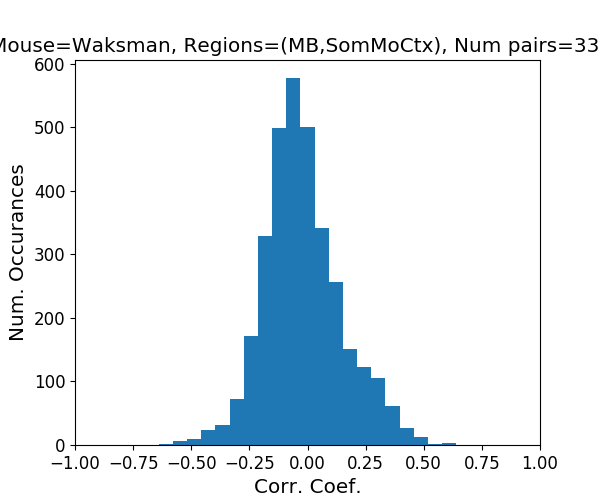 Mouse=Waksman, Regions=(MB,SomMoCtx), Num pairs=33
600
500
400
300
200
100
0
Num. Occurances
−1.00 −0.75 −0.50 −0.25 0.00 0.25 0.50 0.75 1.00
Corr. Coef.